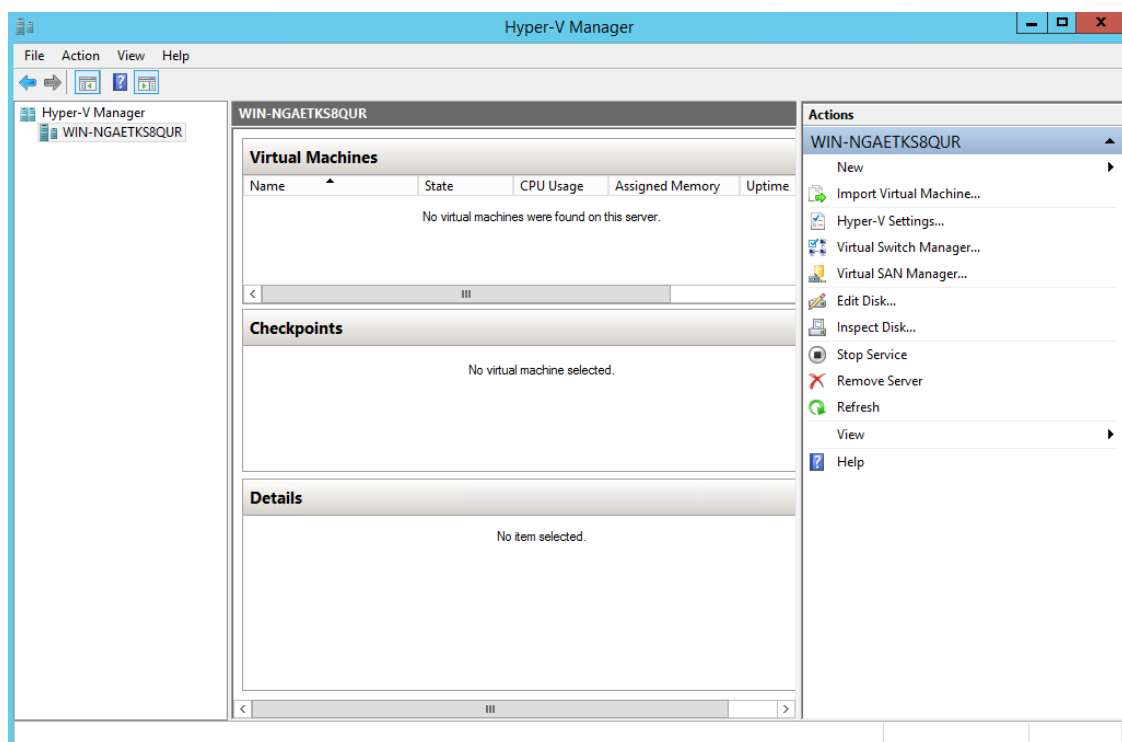 Hyper-V Manager
File Action View Help
Hyper-V Manager
WIN-NGAETKS8QUR
WIN-NGAETKS8QUR
Virtual Machines
Name State CPU Usage Assigned Memory Uptime
No virtual machines were found on this server.
Checkpoints
No virtual machine selected.
Details
No item selected.
Actions
WIN-NGAETKS8QUR
New
Import Virtual Machine...
Hyper-V Settings...
Virtual Switch Manager...
Virtual SAN Manager...
Edit Disk...
Inspect Disk...
Stop Service
Remove Server
Refresh
View
Help